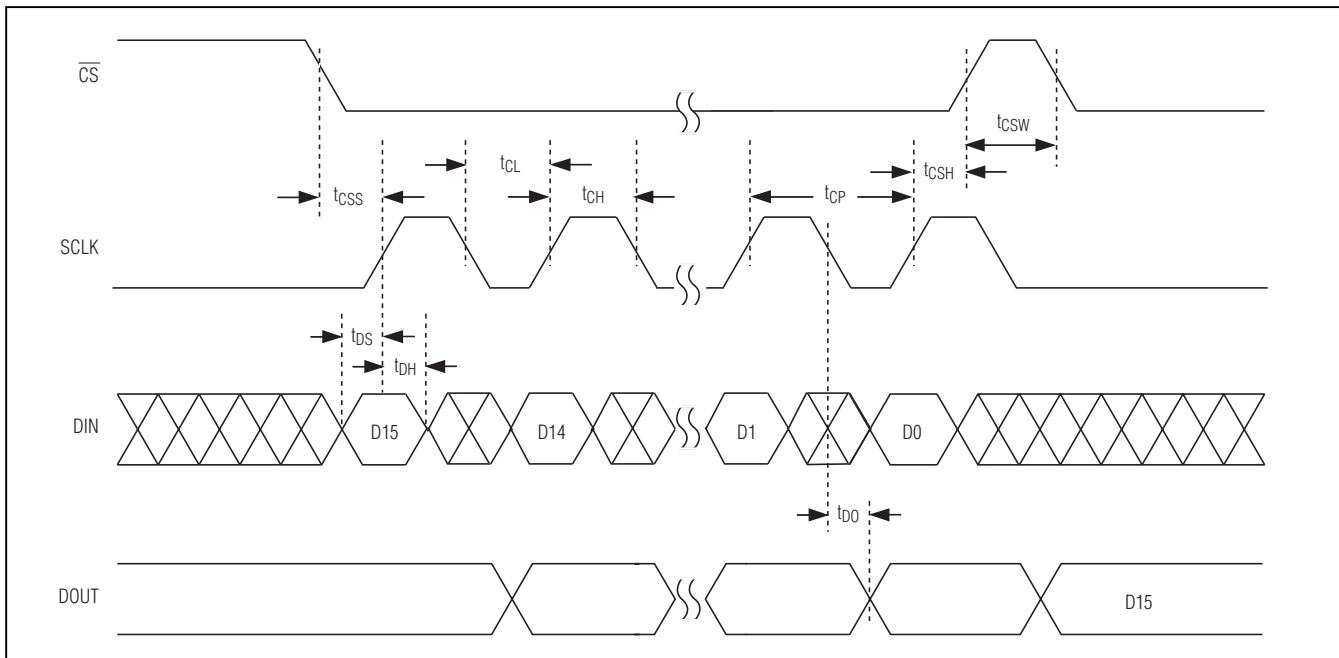 CS
tCSW
tCL
tCSH
tCSS
tCH
tCP
SCLK
tDS
tDH
DIN
D15
D14
D1
D0
tDO
DOUT
D15